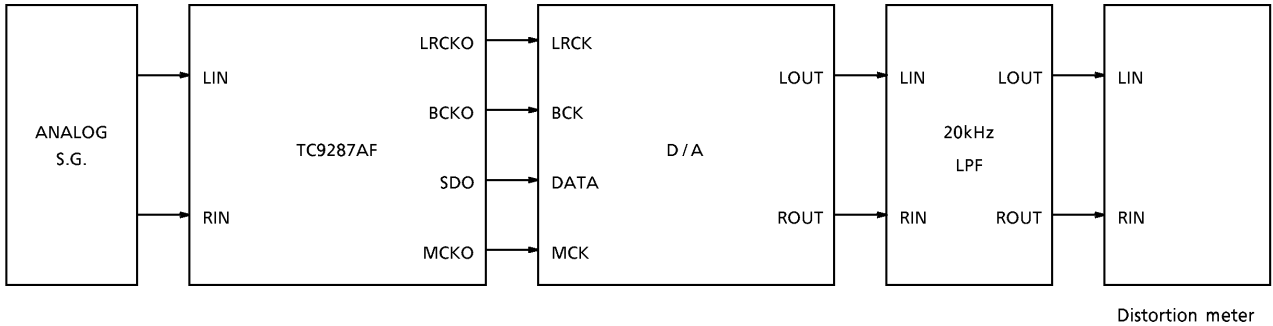 ANALOG
S.G.
LIN
RIN
TC9287AF
LRCKO
BCKO
SDO
MCKO
LRCK
BCK
DATA
MCK
D / A
LOUT
ROUT
LIN
RIN
20kHz
LPF
LOUT
ROUT
LIN
RIN
Distortion meter